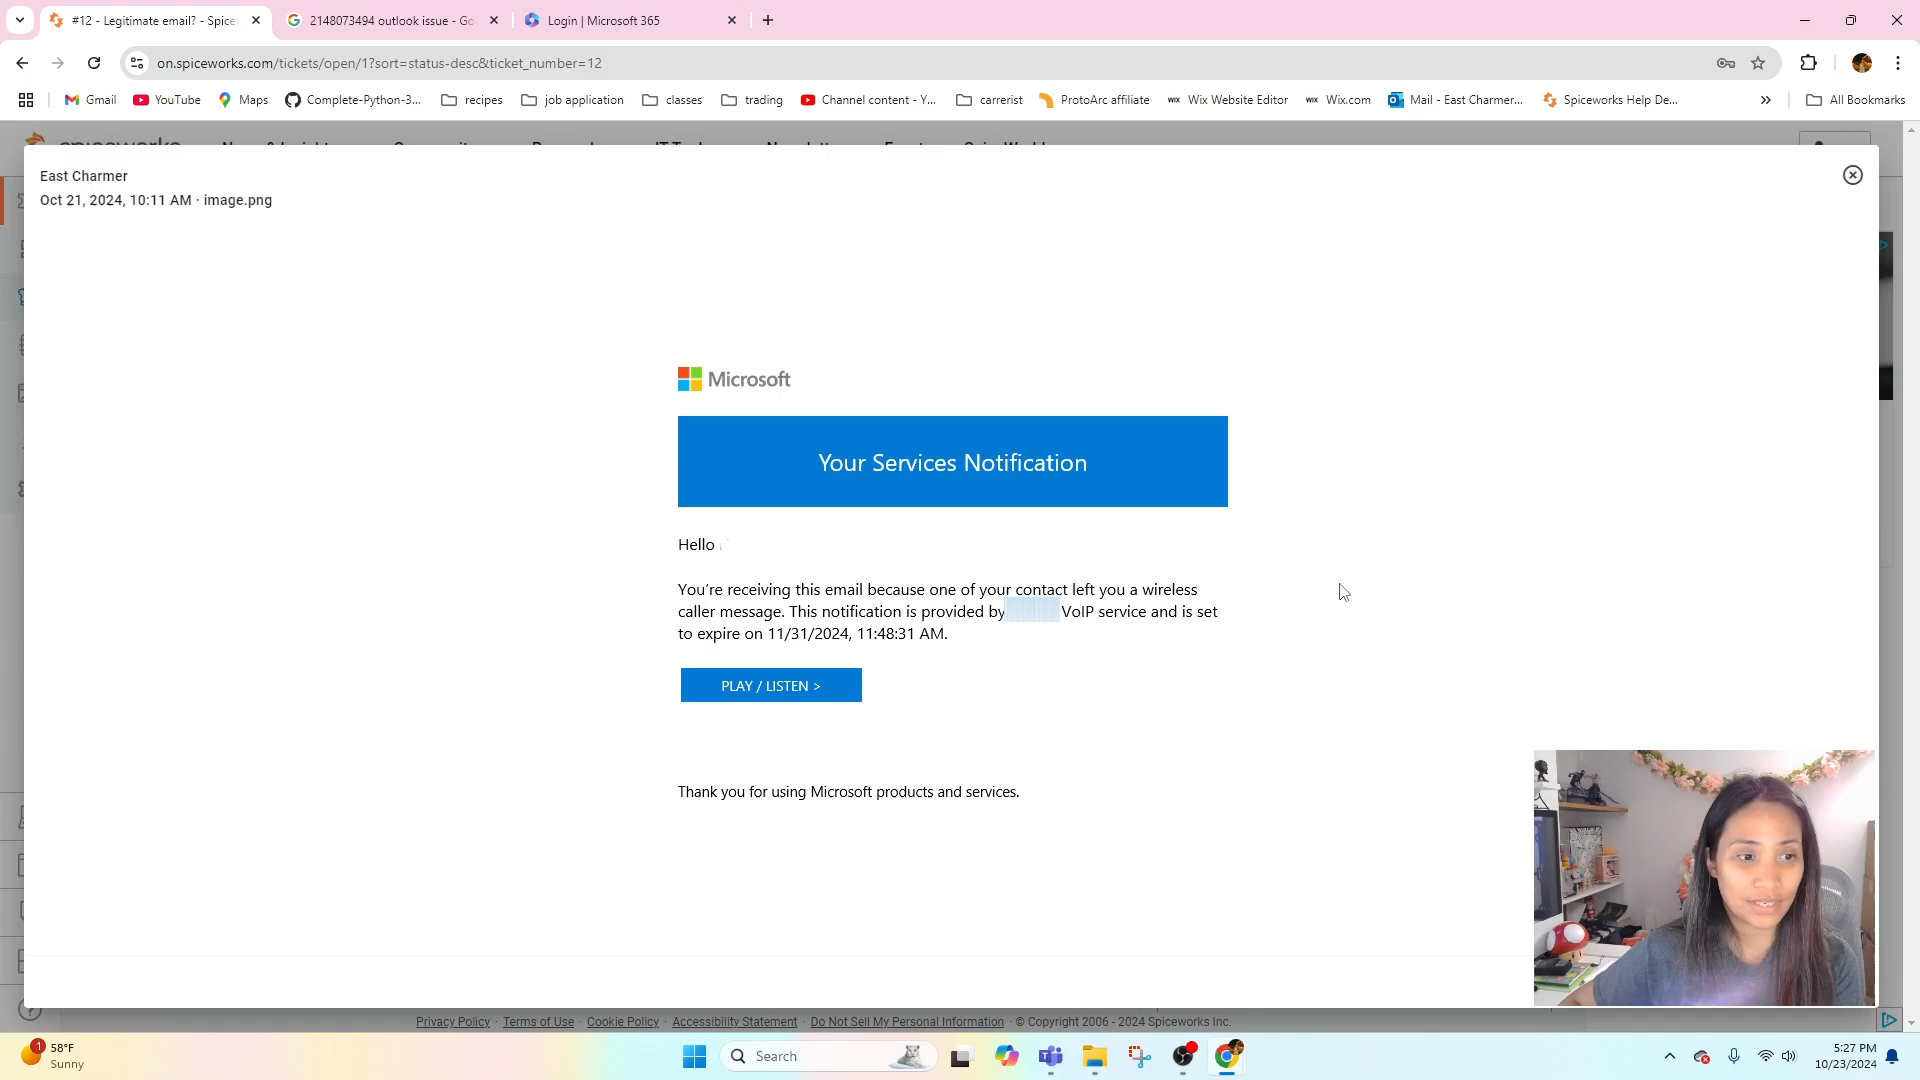 #12 - Legitimate email? - Spice
2148073494 outlook issue - Go
Login | Microsoft 365
on.spiceworks.com/tickets/open/1?sort=status-desc&ticket_number=12
Gmail
YouTube
Maps
Complete-Python-3...
recipes
job application
classes
trading
Channel content - Y...
carrerist
ProtoArc affiliate
WIX Wix Website Editor
WIX Wix.com
Mail - East Charmer...
Spiceworks Help De...
All Bookmarks
East Charmer
Oct 21, 2024, 10:11 AM · image.png
Microsoft
Your Services Notification
Hello
You're receiving this email because one of your contact left you a wireless
caller message. This notification is provided by VoIP service and is set
to expire on 11/31/2024, 11:48:31 AM.
PLAY / LISTEN >
Thank you for using Microsoft products and services.
Privacy Policy · Terms of Use · Cookie Policy · Accessibility Statement · Do Not Sell My Personal Information · © Copyright 2006 - 2024 Spiceworks Inc.
1
58°F
Sunny
Search
5:27 PM
10/23/2024